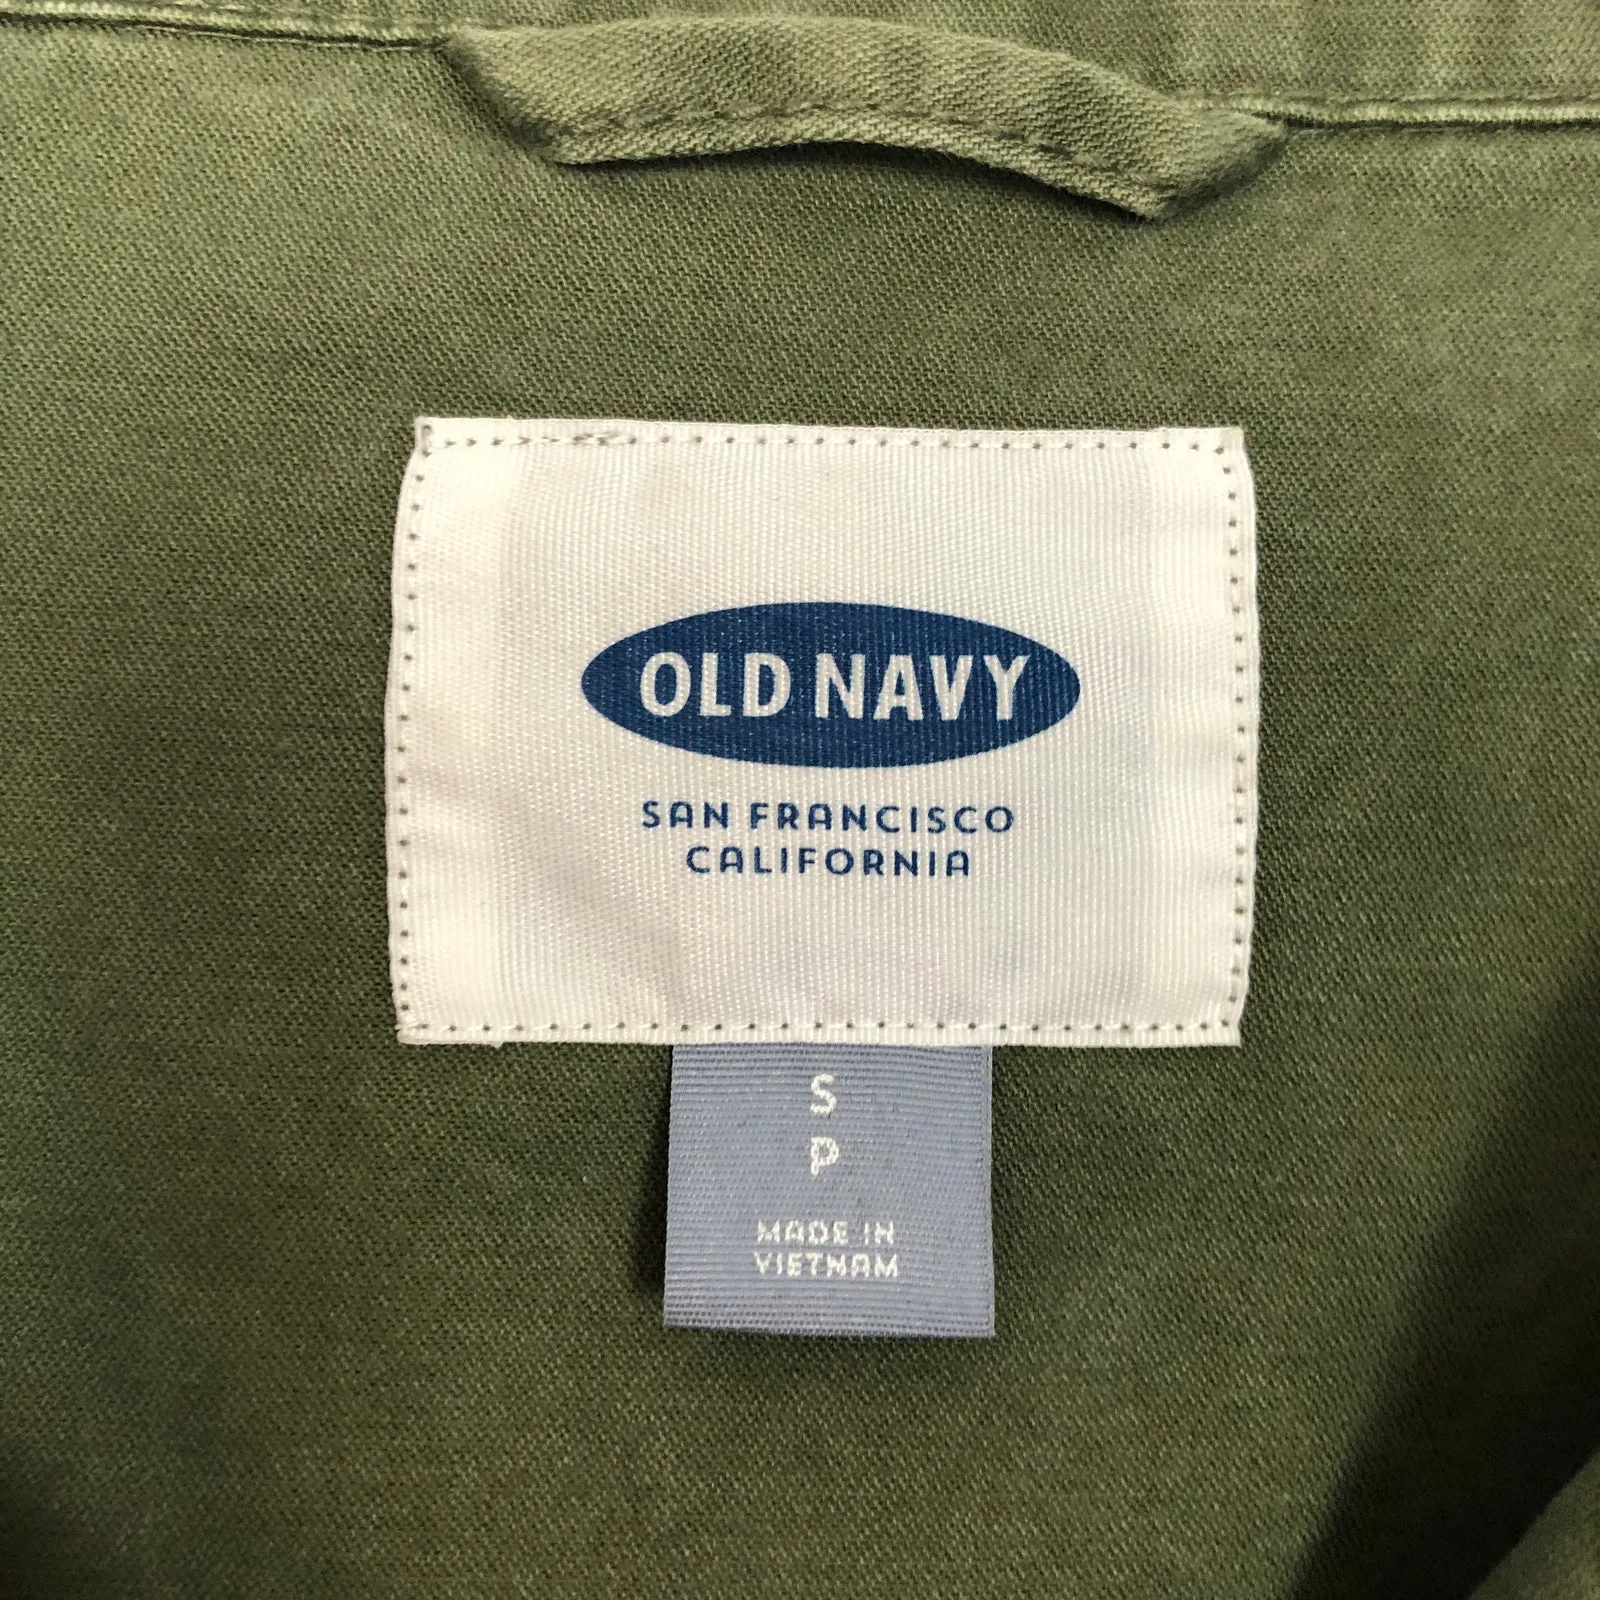 OLD NAVY
SAN FRANCISCO
CALIFORNIA
S
P
MADE IN
VIETNAM